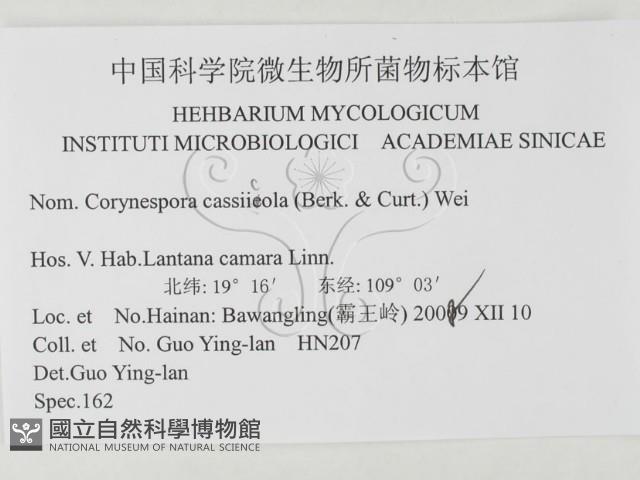 中国科学院微生物所菌物标本馆
HEHBARIUM MYCOLOGICUM
INSTITUTI MICROBIOLOGICI ACADEMIAE SINICAE
Nom. Corynespora cassiicola (Berk. & Curt.) Wei
Hos. V. Hab.Lantana camara Linn.
北纬: 19° 16′ 东经: 109° 03′
Loc. et No.Hainan: Bawangling(霸王岭) XII 10
Coll. et No. Guo Ying-lan HN207
Det.Guo Ying-lan
Spec.162
國立自然科學博物館
NATIONAL MUSEUM OF NATURAL SCIENCE